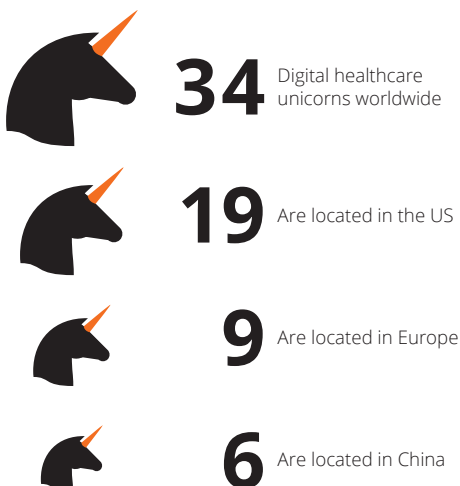 34
Digital healthcare
unicorns worldwide
19
Are located in the US
9
Are located in Europe
6
Are located in China